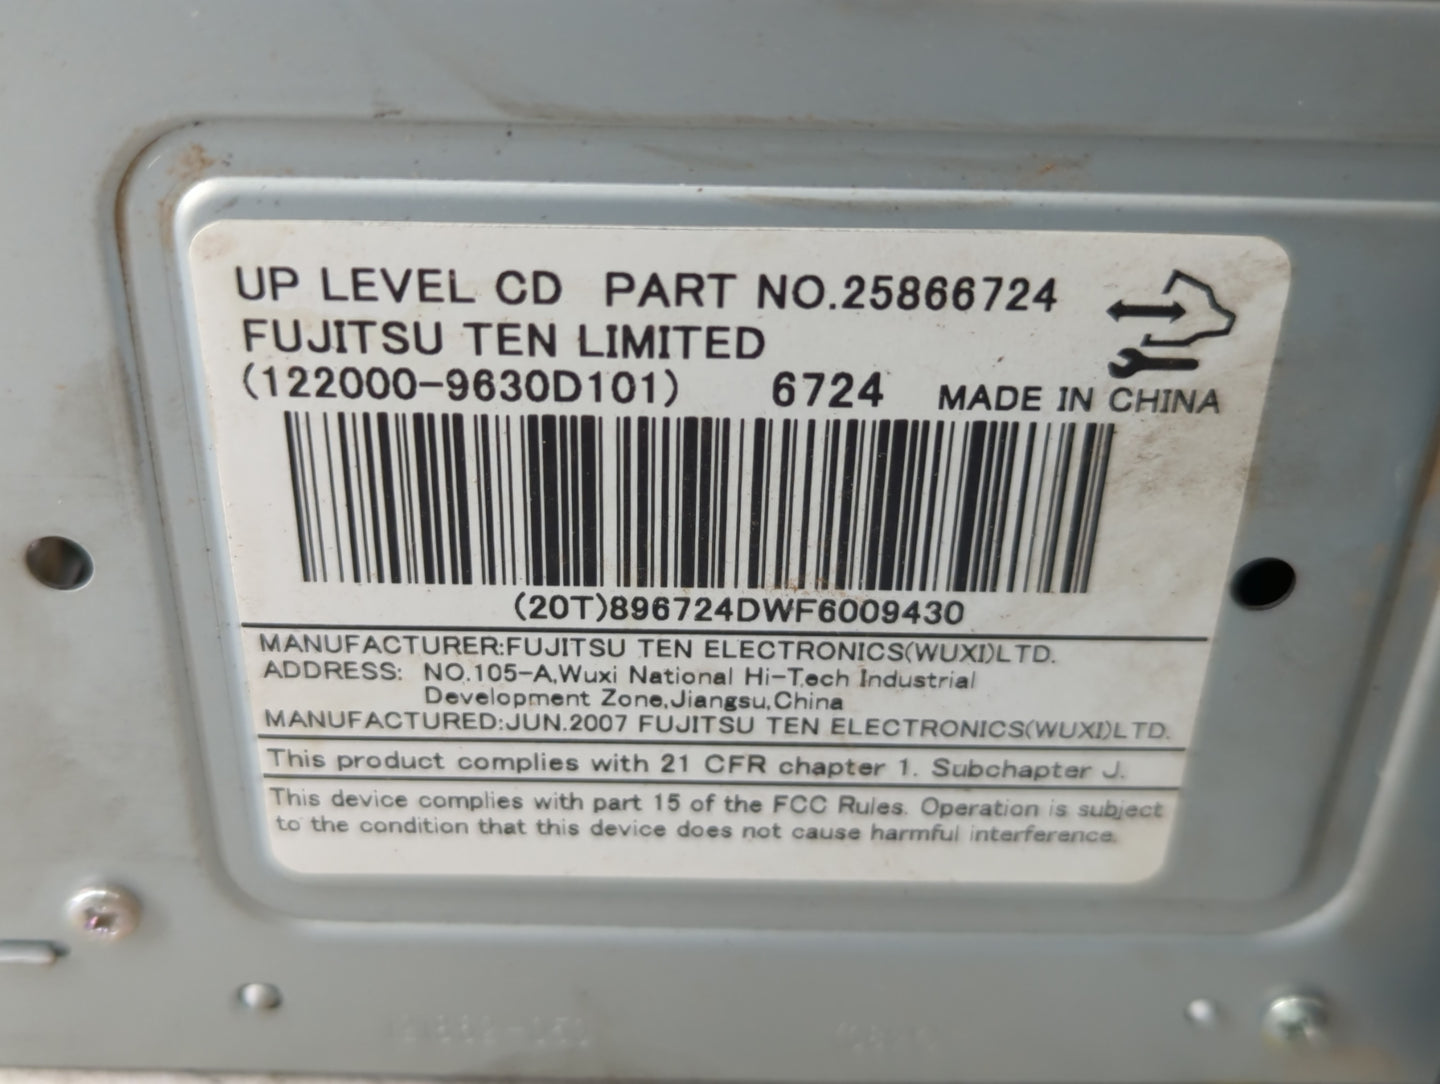 UP LEVEL CD PART NO.25866724
FUJITSU TEN LIMITED
(122000-9630D101) 6724 MADE IN CHINA
(20T)896724DWF6009430
MANUFACTURER:FUJITSU TEN ELECTRONICS(WUXI)LTD.
ADDRESS: NO.105-A,Wuxi National Hi-Tech Industrial
Development Zone,Jiangsu,China
MANUFACTURED:JUN.2007 FUJITSU TEN ELECTRONICS(WUXI)LTD.
This product complies with 21 CFR chapter 1. Subchapter J.
This device complies with part 15 of the FCC Rules. Operation is subject
to the condition that this device does not cause harmful interference.